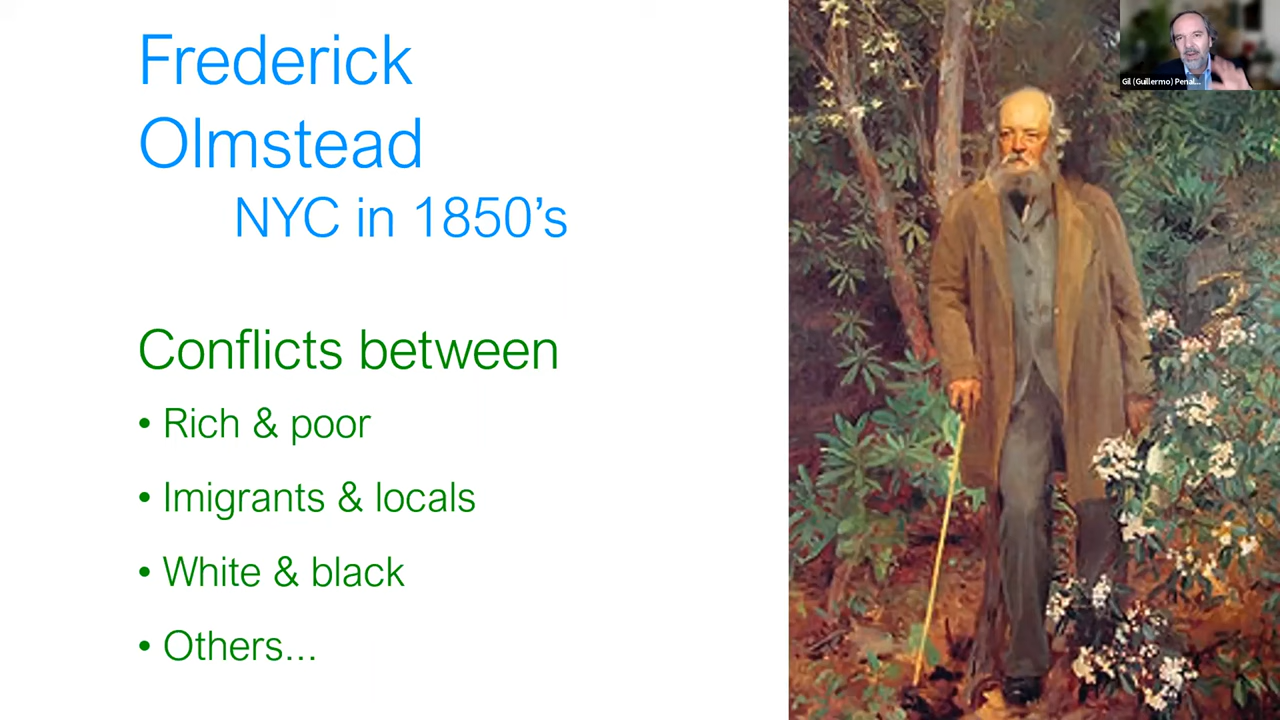 Frederick
Olmstead
NYC in 1850's
Conflicts between
• Rich & poor
• Imigrants & locals
• White & black
• Others...
Gil (Guillermo) Penal...